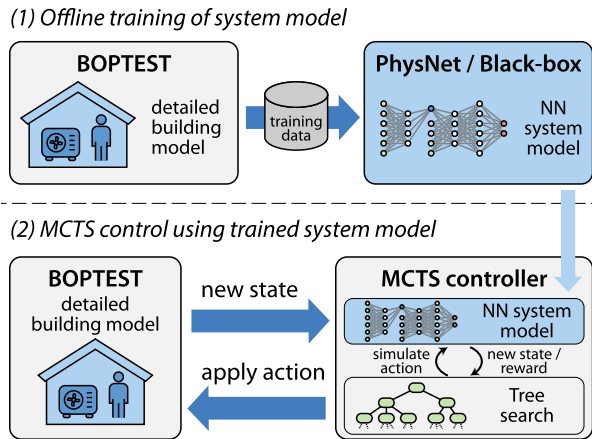 (1) Offline training of system model
BOPTEST
detailed
building
model
training
data
PhysNet / Black-box
NN
system
model
(2) MCTS control using trained system model
BOPTEST
detailed
building model
new state
apply action
MCTS controller
NN system
model
simulate
action
new state /
reward
Tree
search